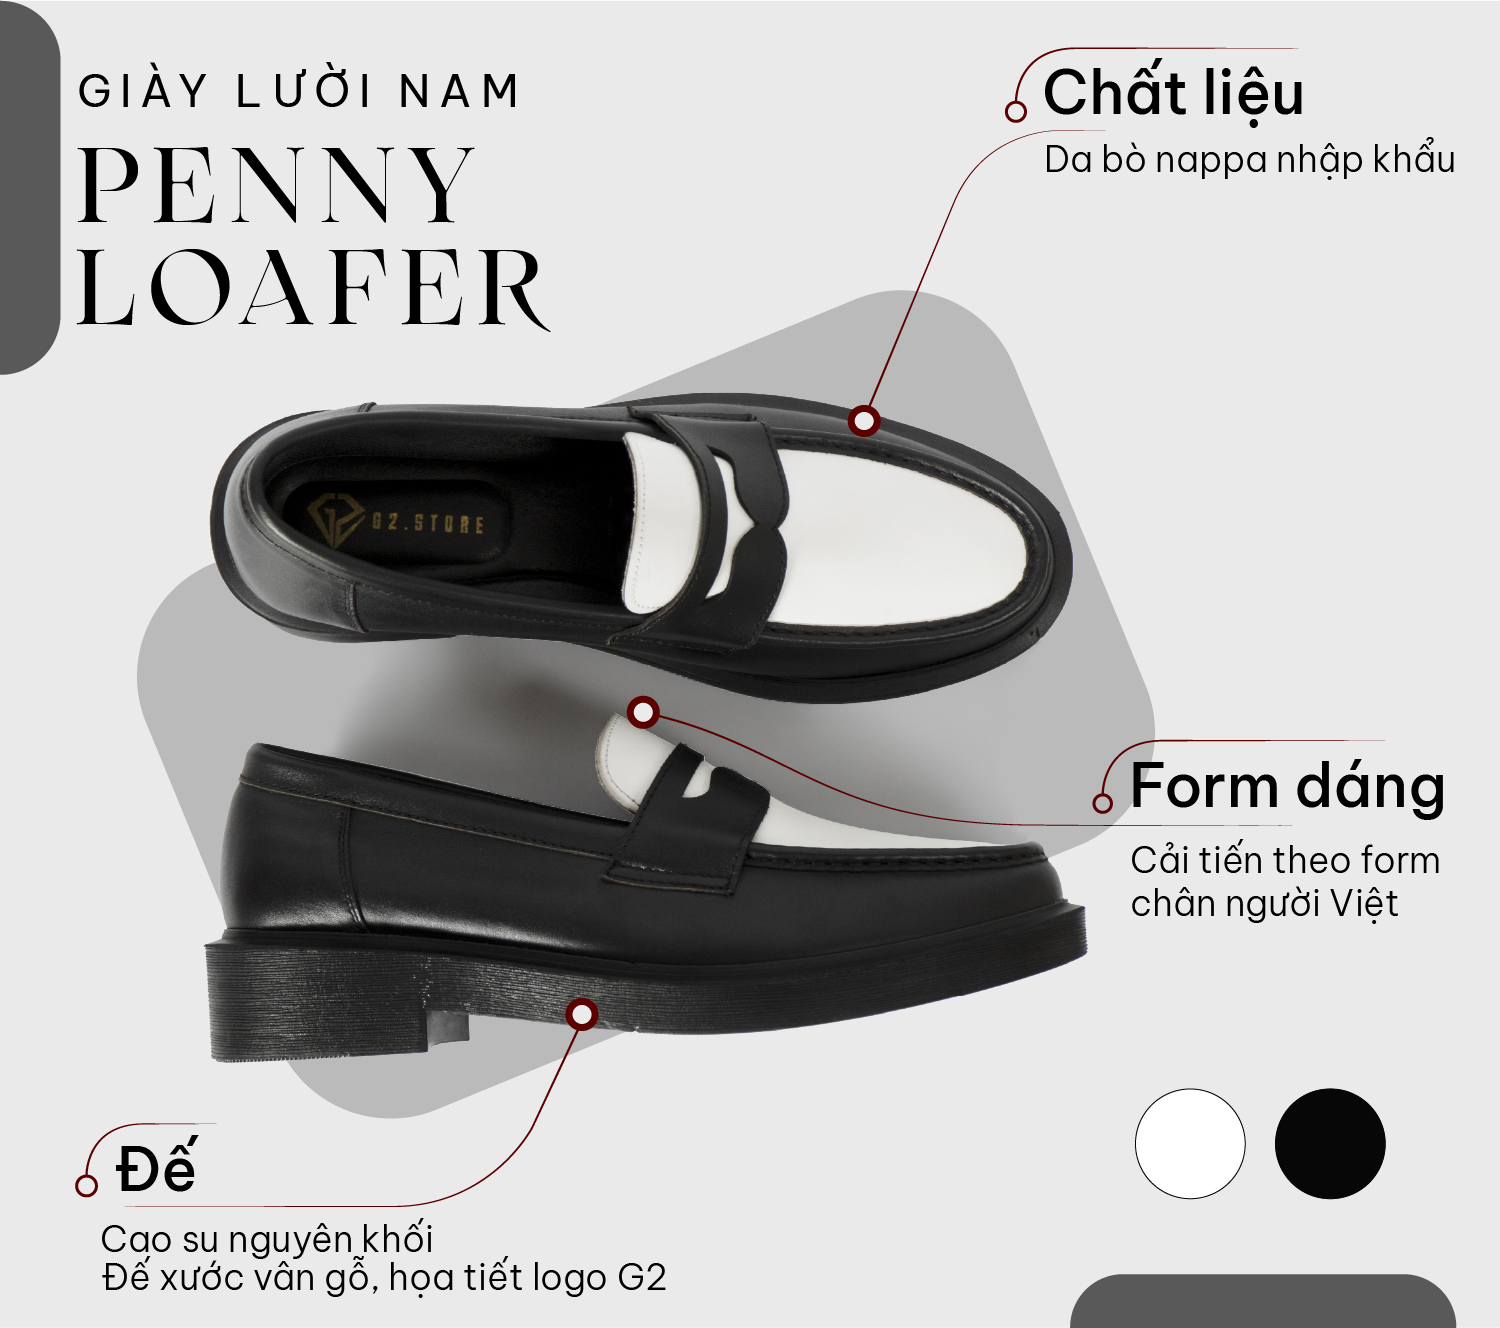 GIÀY LƯỜI NAM
PENNY
LOAFER
Chất liệu
Da bò nappa nhập khẩu
G2
G2.STORE
Form dáng
Cải tiến theo form
chân người Việt
Đế
Cao su nguyên khối
Đế xước vân gỗ, họa tiết logo G2